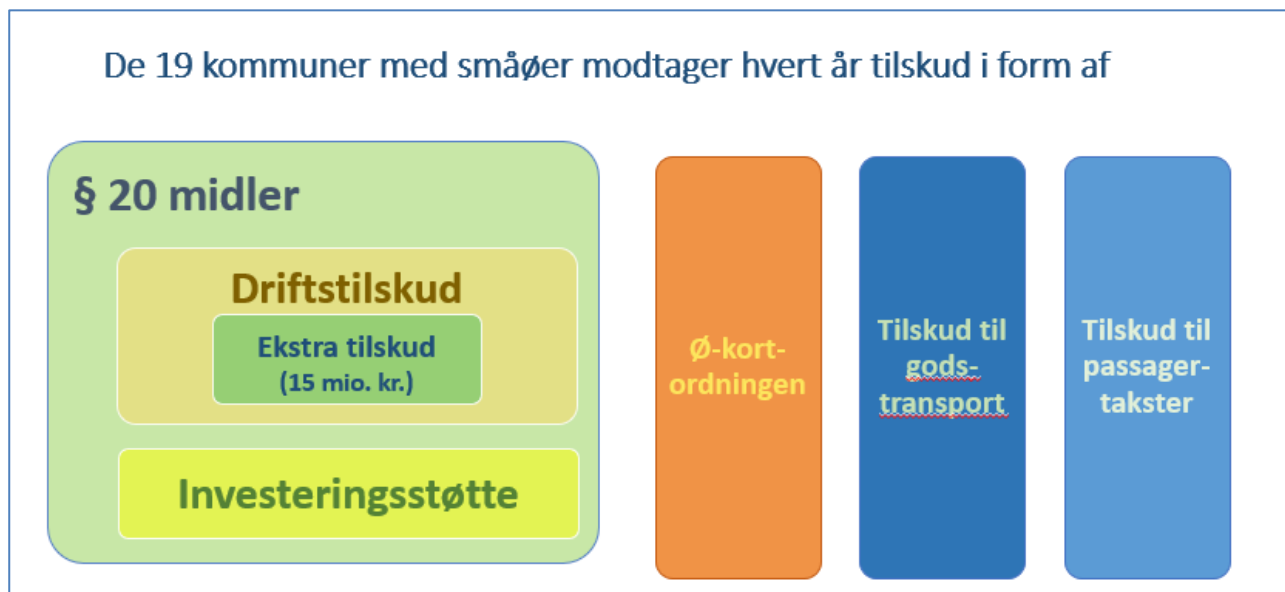 De 19 kommuner med småøer modtager hvert år tilskud i form af
§ 20 midler
Driftstilskud
Ekstra tilskud
(15 mio. kr.)
Investeringsstøtte
Ø-kort-
ordningen
Tilskud til
gods-
transport
Tilskud til
passager-
takster